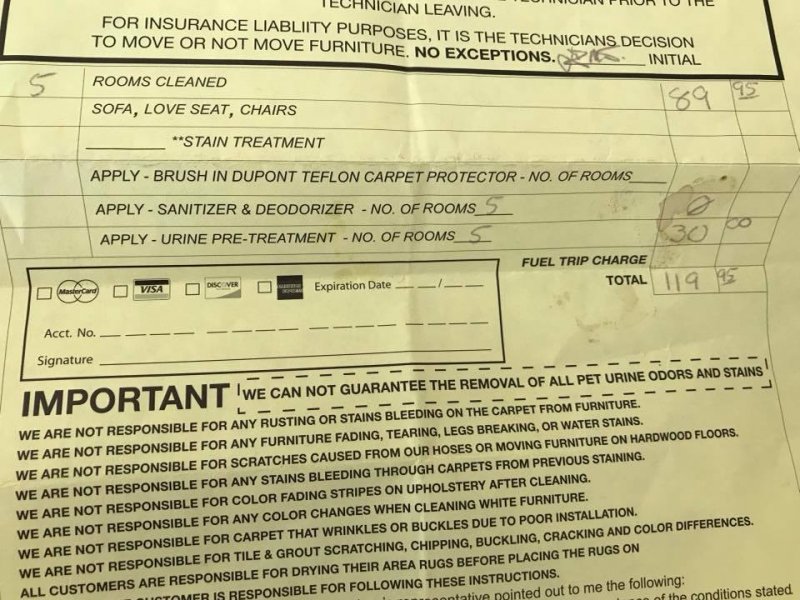 TECHNICIAN PRIOR TO THE
TECHNICIAN LEAVING.
FOR INSURANCE LIABLIITY PURPOSES, IT IS THE TECHNICIANS DECISION
TO MOVE OR NOT MOVE FURNITURE. NO EXCEPTIONS. INITIAL
5 ROOMS CLEANED 89 95
SOFA, LOVE SEAT, CHAIRS
**STAIN TREATMENT
APPLY - BRUSH IN DUPONT TEFLON CARPET PROTECTOR - NO. OF ROOMS
APPLY - SANITIZER & DEODORIZER - NO. OF ROOMS 5 0
APPLY - URINE PRE-TREATMENT - NO. OF ROOMS 5 30 00
FUEL TRIP CHARGE
TOTAL 119 95
MasterCard VISA DISCOVER Expiration Date /
Acct. No.
Signature
IMPORTANT WE CAN NOT GUARANTEE THE REMOVAL OF ALL PET URINE ODORS AND STAINS
WE ARE NOT RESPONSIBLE FOR ANY RUSTING OR STAINS BLEEDING ON THE CARPET FROM FURNITURE.
WE ARE NOT RESPONSIBLE FOR ANY FURNITURE FADING, TEARING, LEGS BREAKING, OR WATER STAINS.
WE ARE NOT RESPONSIBLE FOR SCRATCHES CAUSED FROM OUR HOSES OR MOVING FURNITURE ON HARDWOOD FLOORS.
WE ARE NOT RESPONSIBLE FOR ANY STAINS BLEEDING THROUGH CARPETS FROM PREVIOUS STAINING.
WE ARE NOT RESPONSIBLE FOR COLOR FADING STRIPES ON UPHOLSTERY AFTER CLEANING.
WE ARE NOT RESPONSIBLE FOR ANY COLOR CHANGES WHEN CLEANING WHITE FURNITURE.
WE ARE NOT RESPONSIBLE FOR CARPET THAT WRINKLES OR BUCKLES DUE TO POOR INSTALLATION.
WE ARE NOT RESPONSIBLE FOR TILE & GROUT SCRATCHING, CHIPPING, BUCKLING, CRACKING AND COLOR DIFFERENCES.
ALL CUSTOMERS ARE RESPONSIBLE FOR DRYING THEIR AREA RUGS BEFORE PLACING THE RUGS ON
CUSTOMER IS RESPONSIBLE FOR FOLLOWING THESE INSTRUCTIONS.
representative pointed out to me the following:
of the conditions stated